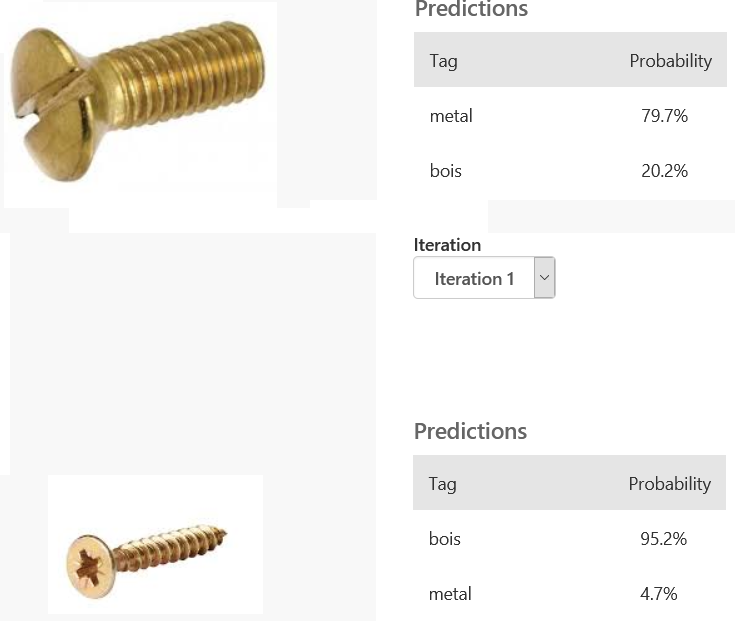 Predictions
Tag Probability
metal 79.7%
bois 20.2%
Iteration
Iteration 1
Predictions
Tag Probability
bois 95.2%
metal 4.7%